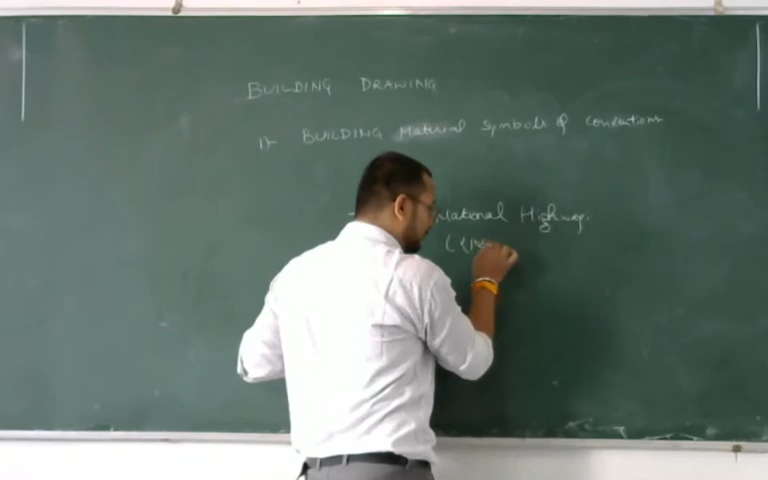 BUILDING DRAWING
1) BUILDING Material Symbols & Conventions
National Highway.